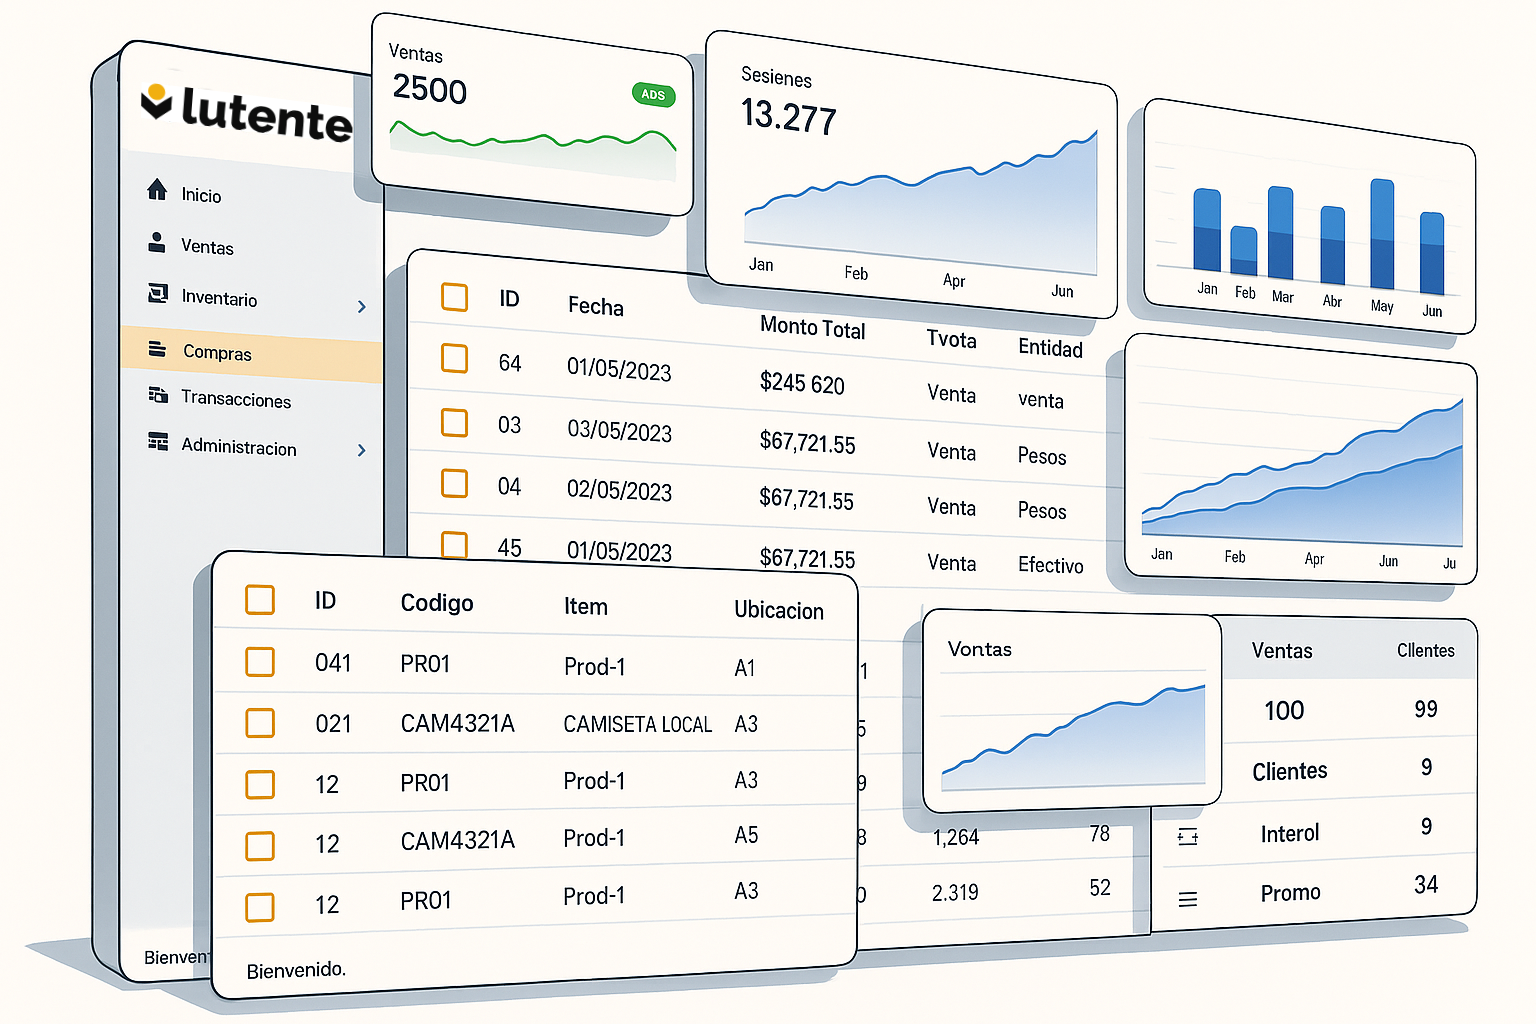 lutente
Inicio
Ventas
Inventario
Compras
Transacciones
Administracion
Ventas
2500
ADS
Sesienes
13.277
Jan Feb Apr Jun
Jan Feb Mar Abr May Jun
ID Fecha Monto Total Tvota Entidad
64 01/05/2023 $245 620 Venta venta
03 03/05/2023 $67,721.55 Venta Pesos
04 02/05/2023 $67,721.55 Venta Pesos
45 01/05/2023 $67,721.55 Venta Efectivo
Jan Feb Apr Jun Ju
ID Codigo Item Ubicacion
041 PR01 Prod-1 A1
021 CAM4321A CAMISETA LOCAL A3
12 PR01 Prod-1 A3
12 CAM4321A Prod-1 A5
12 PR01 Prod-1 A3
Bienvenido.
Bienven
1
5
9
8 1,264 78
0 2.319 52
Vontas
Ventas Cllentes
100 99
Clientes 9
Interol 9
Promo 34